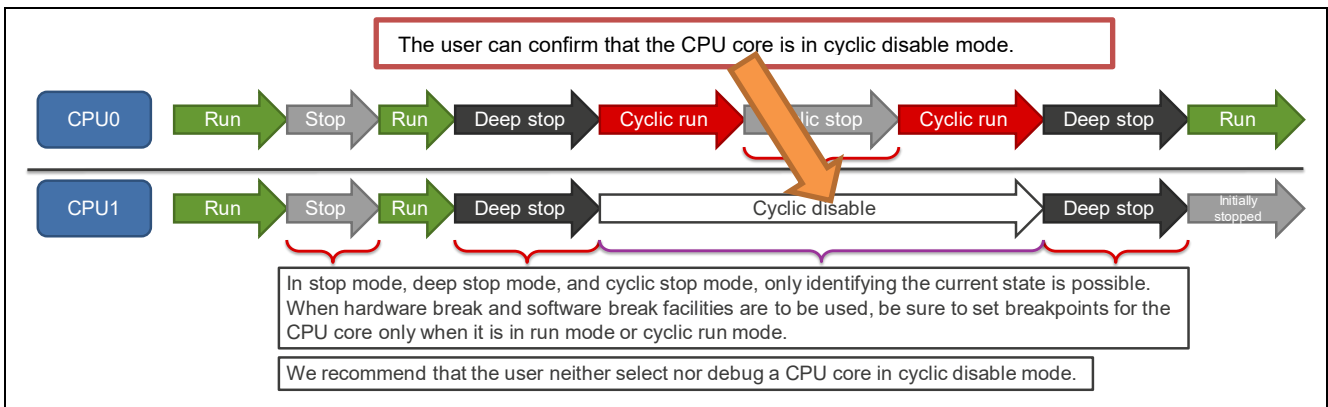 The user can confirm that the CPU core is in cyclic disable mode.
CPU0
Run
Stop
Run
Deep stop
Cyclic run
lic stop
Cyclic run
Deep stop
Run
CPU1
Run
Stop
Run
Deep stop
Cyclic disable
Deep stop
Initially
stopped
In stop mode, deep stop mode, and cyclic stop mode, only identifying the current state is possible.
When hardware break and software break facilities are to be used, be sure to set breakpoints for the
CPU core only when it is in run mode or cyclic run mode.
We recommend that the user neither select nor debug a CPU core in cyclic disable mode.